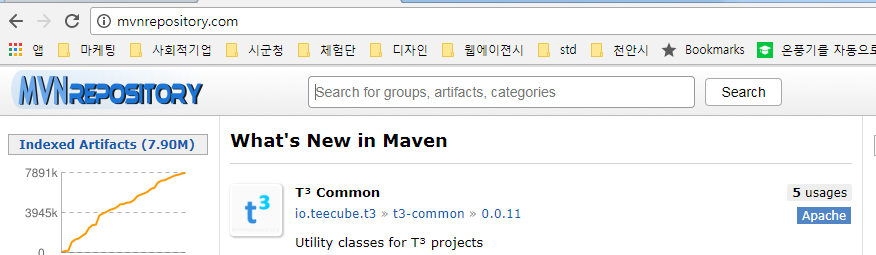 mvnrepository.com
앱 마케팅 사회적기업 시군청 체험단 디자인 웹에이젼시 std 천안시 Bookmarks 온풍기를 자동으로
MVNREPOSITORY
Search for groups, artifacts, categories
Search
Indexed Artifacts (7.90M)
What's New in Maven
7891k
3945k
0
t³
T³ Common
5 usages
io.teecube.t3 » t3-common » 0.0.11
Apache
Utility classes for T³ projects